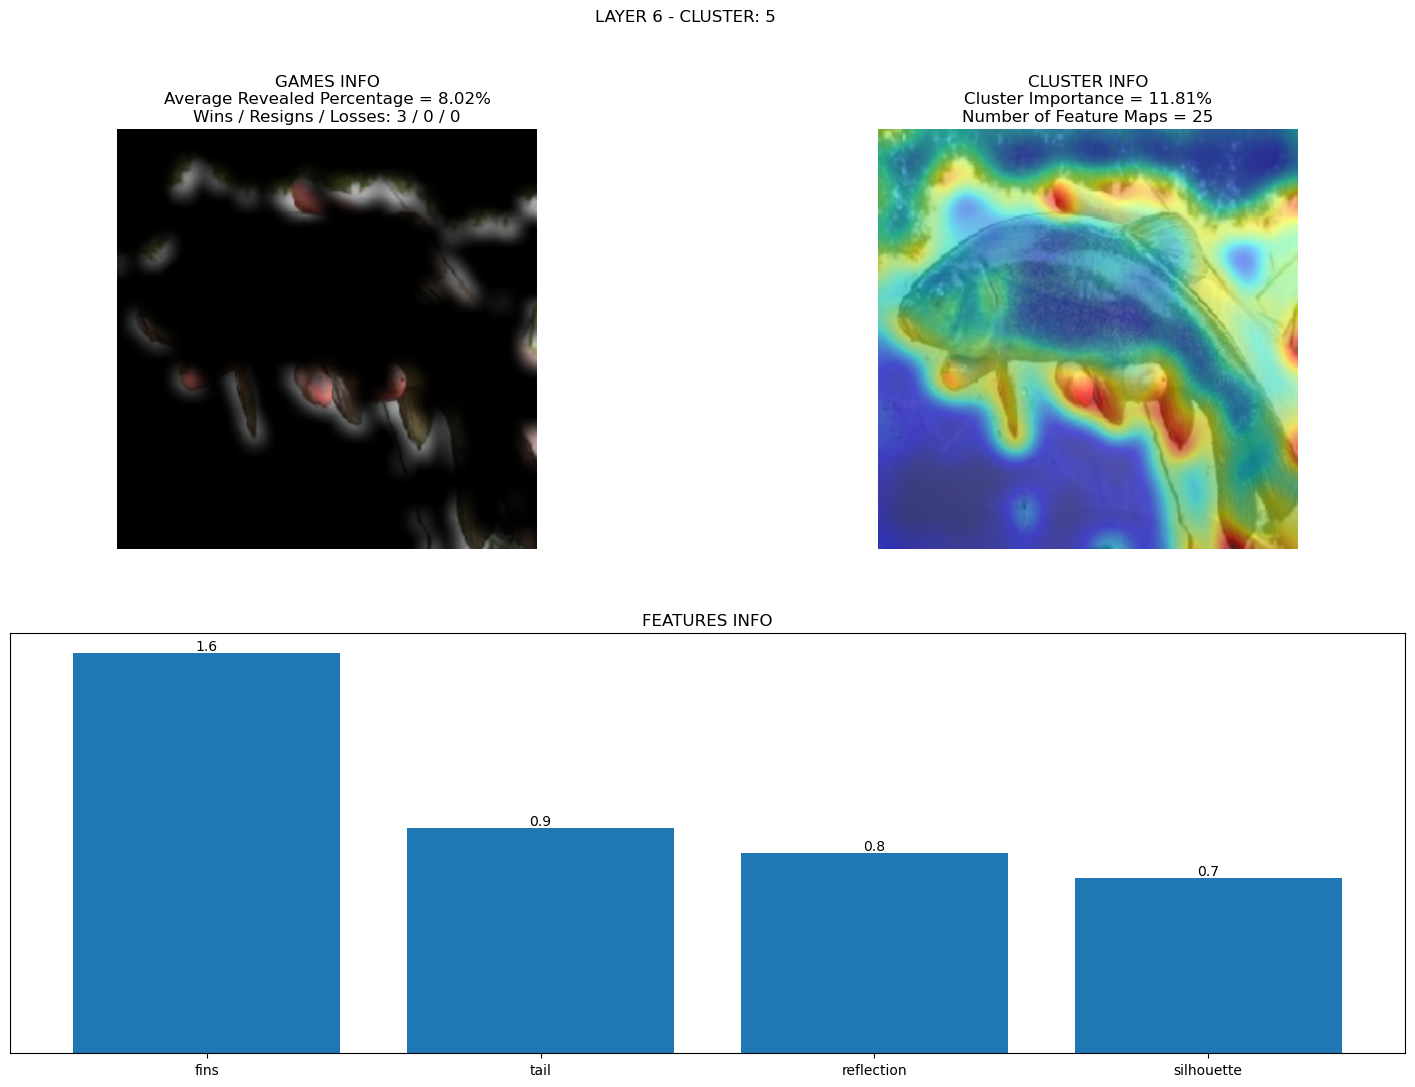 LAYER 6 - CLUSTER: 5
GAMES INFO
Average Revealed Percentage = 8.02%
Wins / Resigns / Losses: 3 / 0 / 0
CLUSTER INFO
Cluster Importance = 11.81%
Number of Feature Maps = 25
FEATURES INFO
1.6
0.9
0.8
0.7
fins
tail
reflection
silhouette